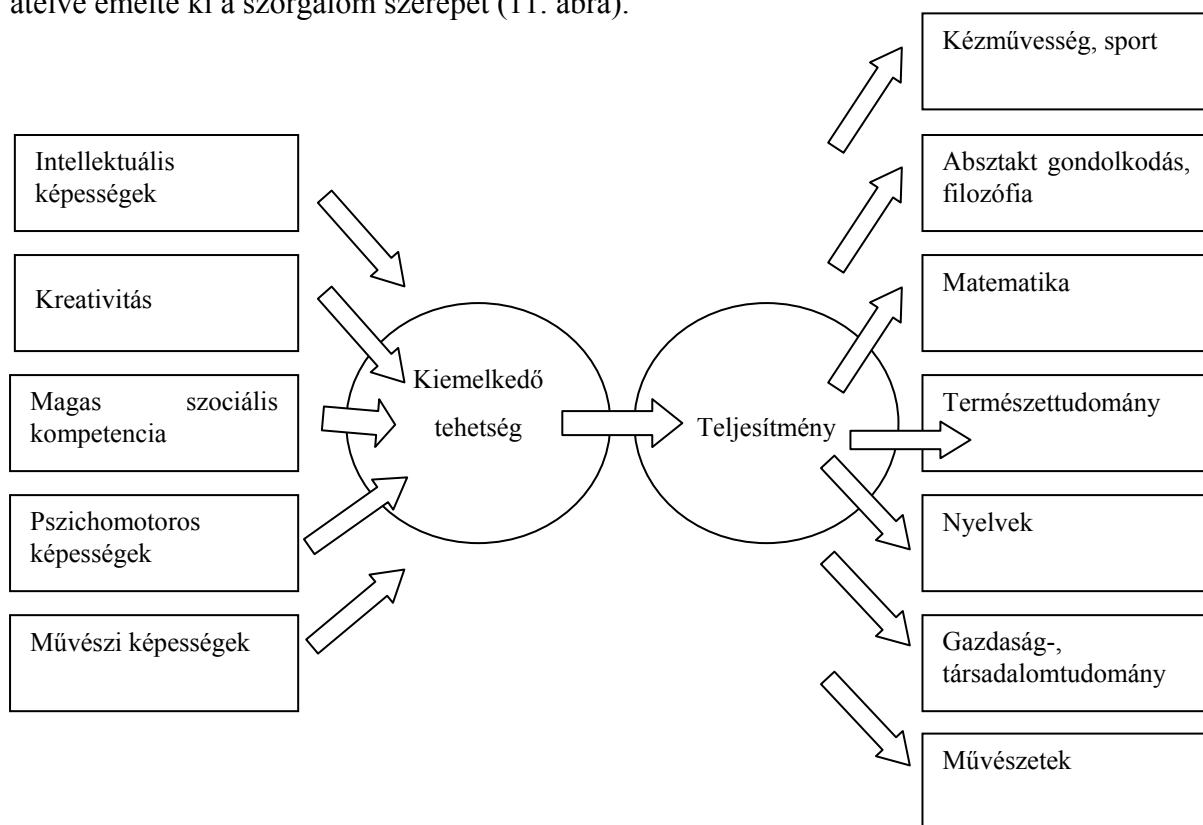 átélve emelte ki a szorgalom szerepét (11. ábra).
Intellektuális
képességek
Kreativitás
Magas szociális
kompetencia
Pszichomotoros
képességek
Művészi képességek
Kiemelkedő
tehetség
Teljesítmény
Kézművesség, sport
Absztakt gondolkodás,
filozófia
Matematika
Természettudomány
Nyelvek
Gazdaság-,
társadalomtudomány
Művészetek